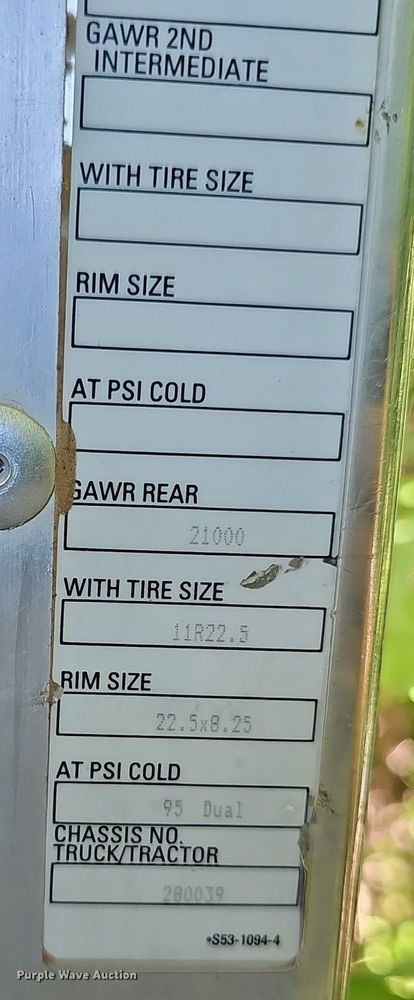 GAWR 2ND
INTERMEDIATE
WITH TIRE SIZE
RIM SIZE
AT PSI COLD
GAWR REAR
21000
WITH TIRE SIZE
11R22.5
RIM SIZE
22.5x8.25
AT PSI COLD
95 Dual
CHASSIS NO.
TRUCK/TRACTOR
280039
•S53-1094-4
Purple Wave Auction